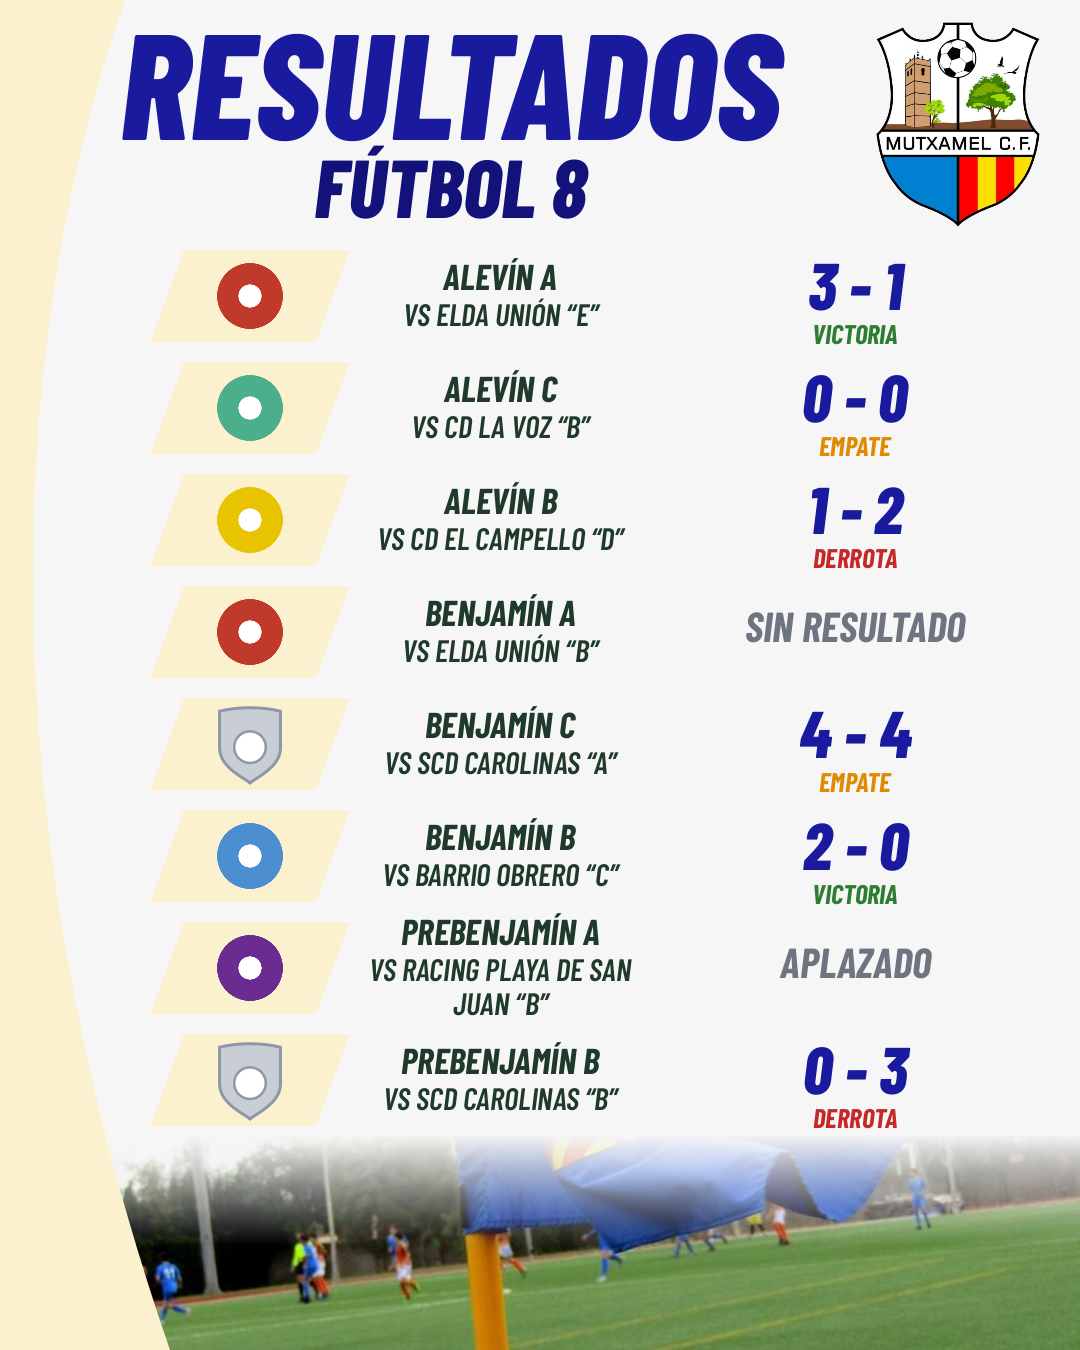 RESULTADOS
FÚTBOL 8
MUTXAMEL C.F.
ALEVÍN A
VS ELDA UNIÓN “E”
3 - 1
VICTORIA
ALEVÍN C
VS CD LA VOZ “B”
0 - 0
EMPATE
ALEVÍN B
VS CD EL CAMPELLO “D”
1 - 2
DERROTA
BENJAMÍN A
VS ELDA UNIÓN “B”
SIN RESULTADO
BENJAMÍN C
VS SCD CAROLINAS “A”
4 - 4
EMPATE
BENJAMÍN B
VS BARRIO OBRERO “C”
2 - 0
VICTORIA
PREBENJAMÍN A
VS RACING PLAYA DE SAN
JUAN “B”
APLAZADO
PREBENJAMÍN B
VS SCD CAROLINAS “B”
0 - 3
DERROTA